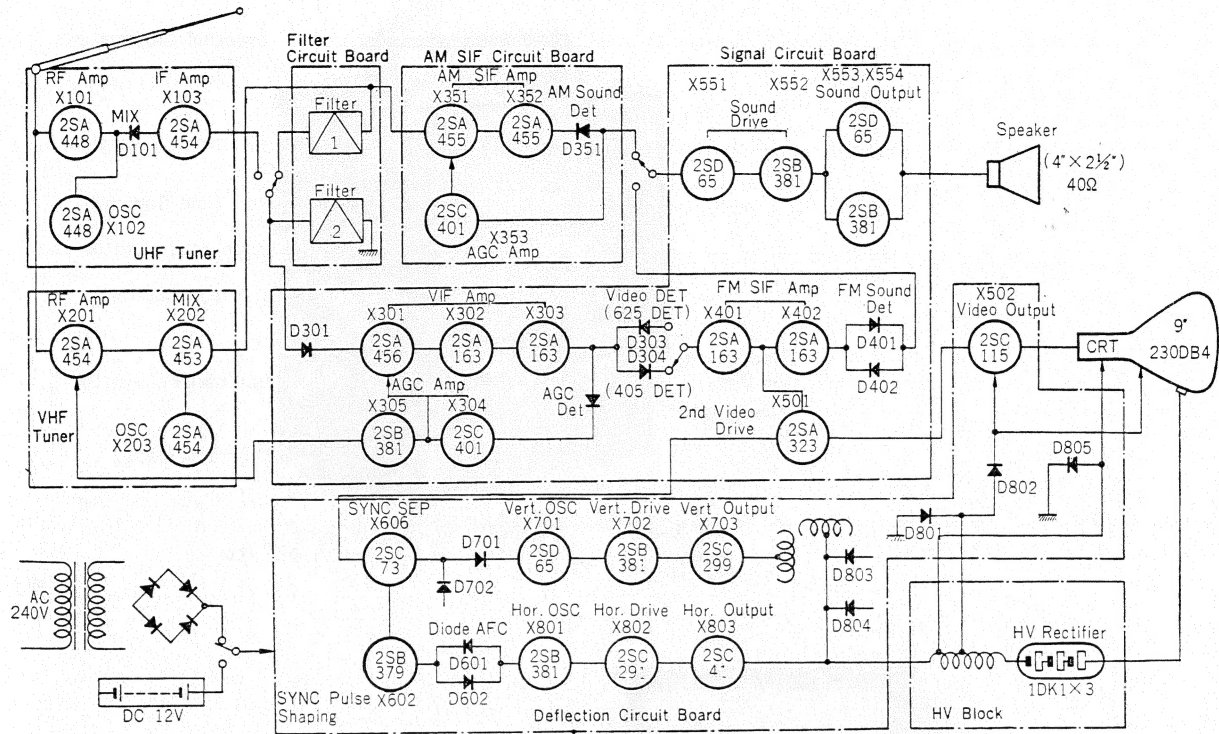 Filter
Circuit Board
AM SIF Circuit Board
Signal Circuit Board
RF Amp
X101
IF Amp
X103
2SA
448
MIX
D101
2SA
454
2SA
448
OSC
X102
UHF Tuner
Filter
1
Filter
2
AM SIF Amp
X351
X352
2SA
455
2SA
455
AM Sound
Det
D351
2SC
401
X353
AGC Amp
X551
X552
X553,X554
Sound Output
Sound
Drive
2SD
65
2SB
381
2SD
65
2SB
381
Speaker
(4"×2½")
40Ω
RF Amp
X201
MIX
X202
2SA
454
2SA
453
OSC
X203
2SA
454
VHF
Tuner
D301
VIF Amp
X301
X302
X303
2SA
456
2SA
163
2SA
163
AGC Amp
X305
X304
2SB
381
2SC
401
Video DET
(625 DET)
D303
D304
(405 DET)
AGC
Det
FM SIF Amp
X401
X402
2SA
163
2SA
163
FM Sound
Det
D401
D402
2nd Video
Drive
X501
2SA
323
X502
Video Output
2SC
115
CRT
9"
230DB4
D805
D802
D801
SYNC SEP
X606
2SC
73
D701
D702
Vert. OSC
X701
2SD
65
Vert. Drive
X702
2SB
381
Vert Output
X703
2SC
299
D803
D804
AC
240V
DC 12V
2SB
379
X602
SYNC Pulse
Shaping
Diode AFC
D601
D602
Hor. OSC
X801
2SB
381
Hor. Drive
X802
2SC
291
Hor. Output
X803
2SC
41
Deflection Circuit Board
HV Rectifier
1DK1×3
HV Block